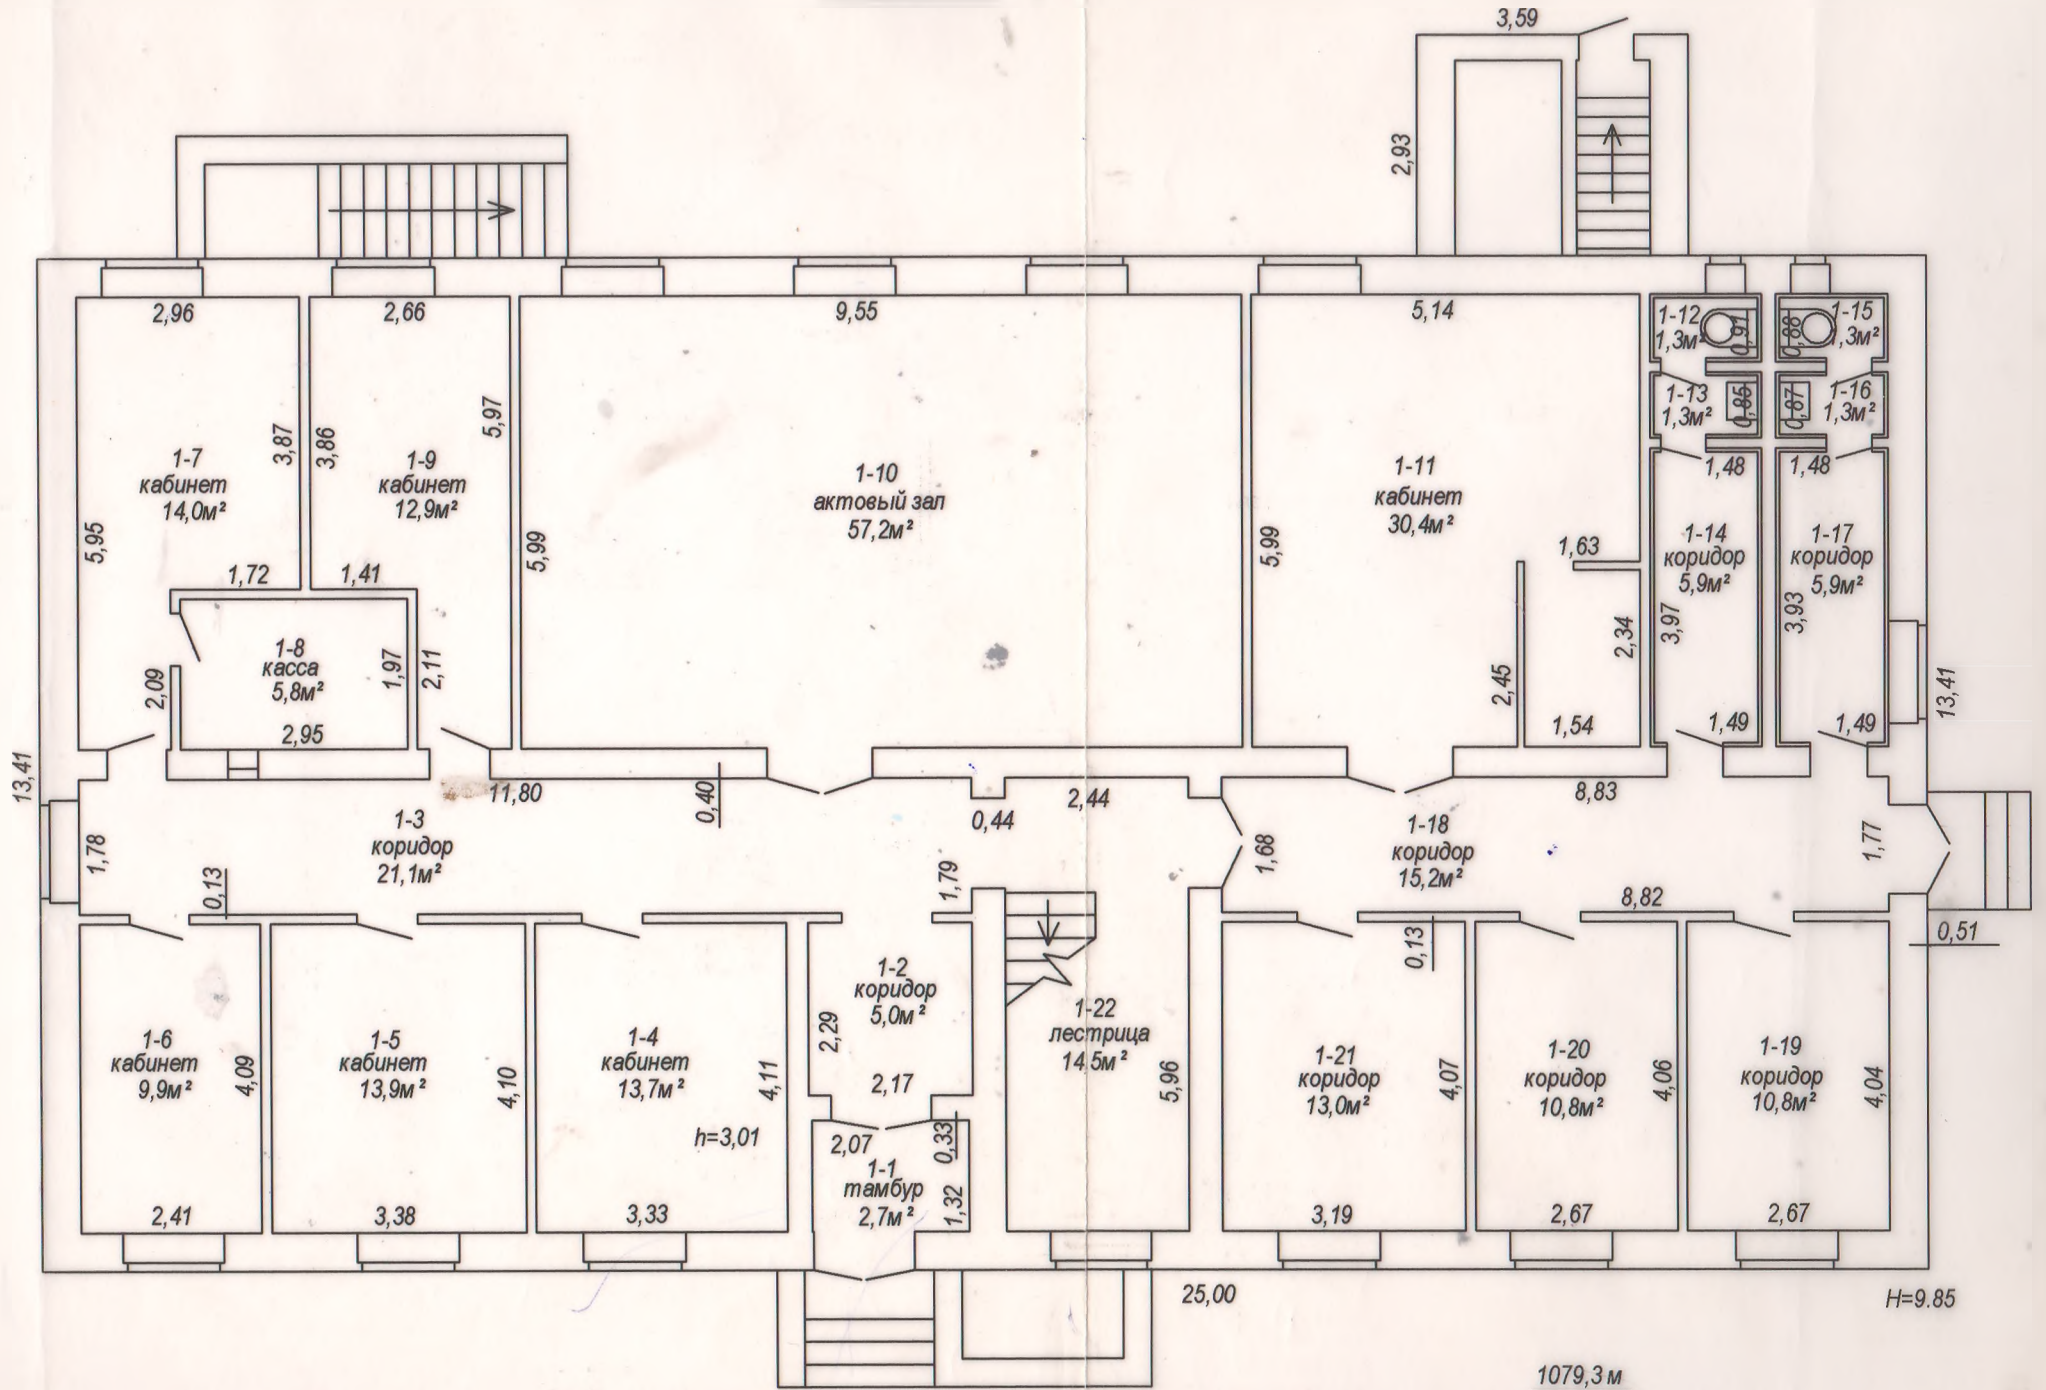 3,59
2,93
2,96
2,66
9,55
5,14
1-12
1,3м²
0,91
0,88
1-15
1,3м²
1-13
1,3м²
0,85
0,87
1-16
1,3м²
1-7
кабинет
14,0м²
5,95
3,87
3,86
1-9
кабинет
12,9м²
5,97
5,99
1-10
актовый зал
57,2м²
5,99
1-11
кабинет
30,4м²
1,48
1,48
1-14
коридор
5,9м²
3,97
1-17
коридор
5,9м²
3,93
1,72
1,41
1,63
2,34
2,45
1,54
1,49
1,49
1-8
касса
5,8м²
2,09
1,97
2,11
2,95
13,41
13,41
11,80
0,40
0,44
2,44
8,83
1-3
коридор
21,1м²
1,78
0,13
1,79
1,68
1-18
коридор
15,2м²
1,77
8,82
0,13
0,51
1-6
кабинет
9,9м²
4,09
2,41
1-5
кабинет
13,9м²
4,10
3,38
1-4
кабинет
13,7м²
4,11
h=3,01
3,33
1-2
коридор
5,0м²
2,29
2,17
2,07
0,33
1-1
тамбур
2,7м²
1,32
1-22
лестрица
14,5м²
5,96
1-21
коридор
13,0м²
4,07
3,19
1-20
коридор
10,8м²
4,06
2,67
1-19
коридор
10,8м²
4,04
2,67
25,00
H=9.85
1079,3 м